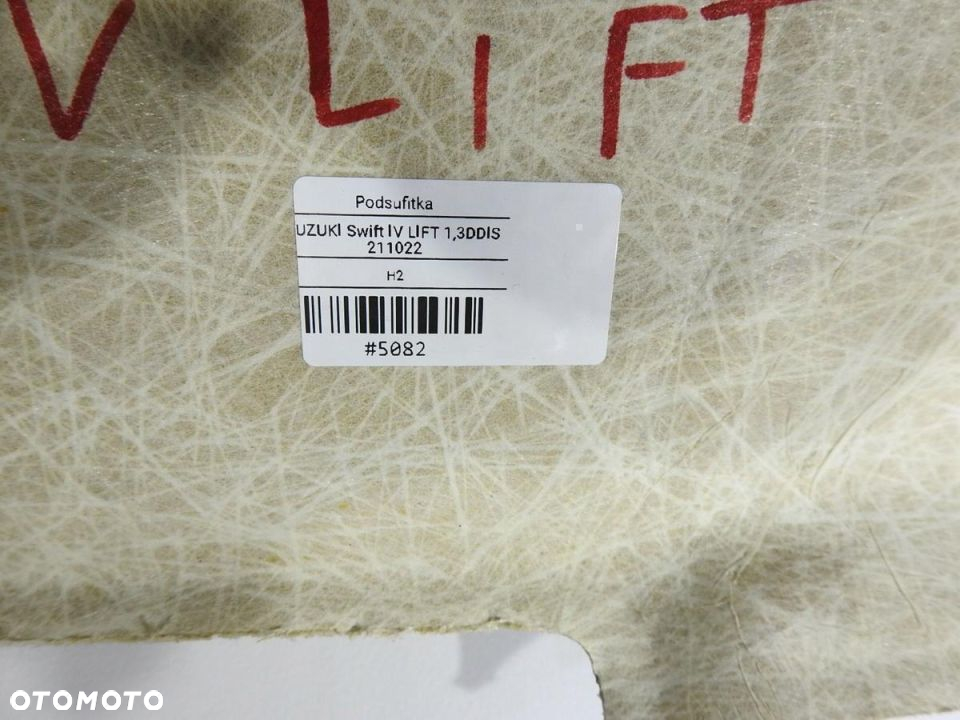 V LIFT
Podsufitka
UZUKI Swift IV LIFT 1,3DDIS
211022
H2
#5082
OTOMOTO